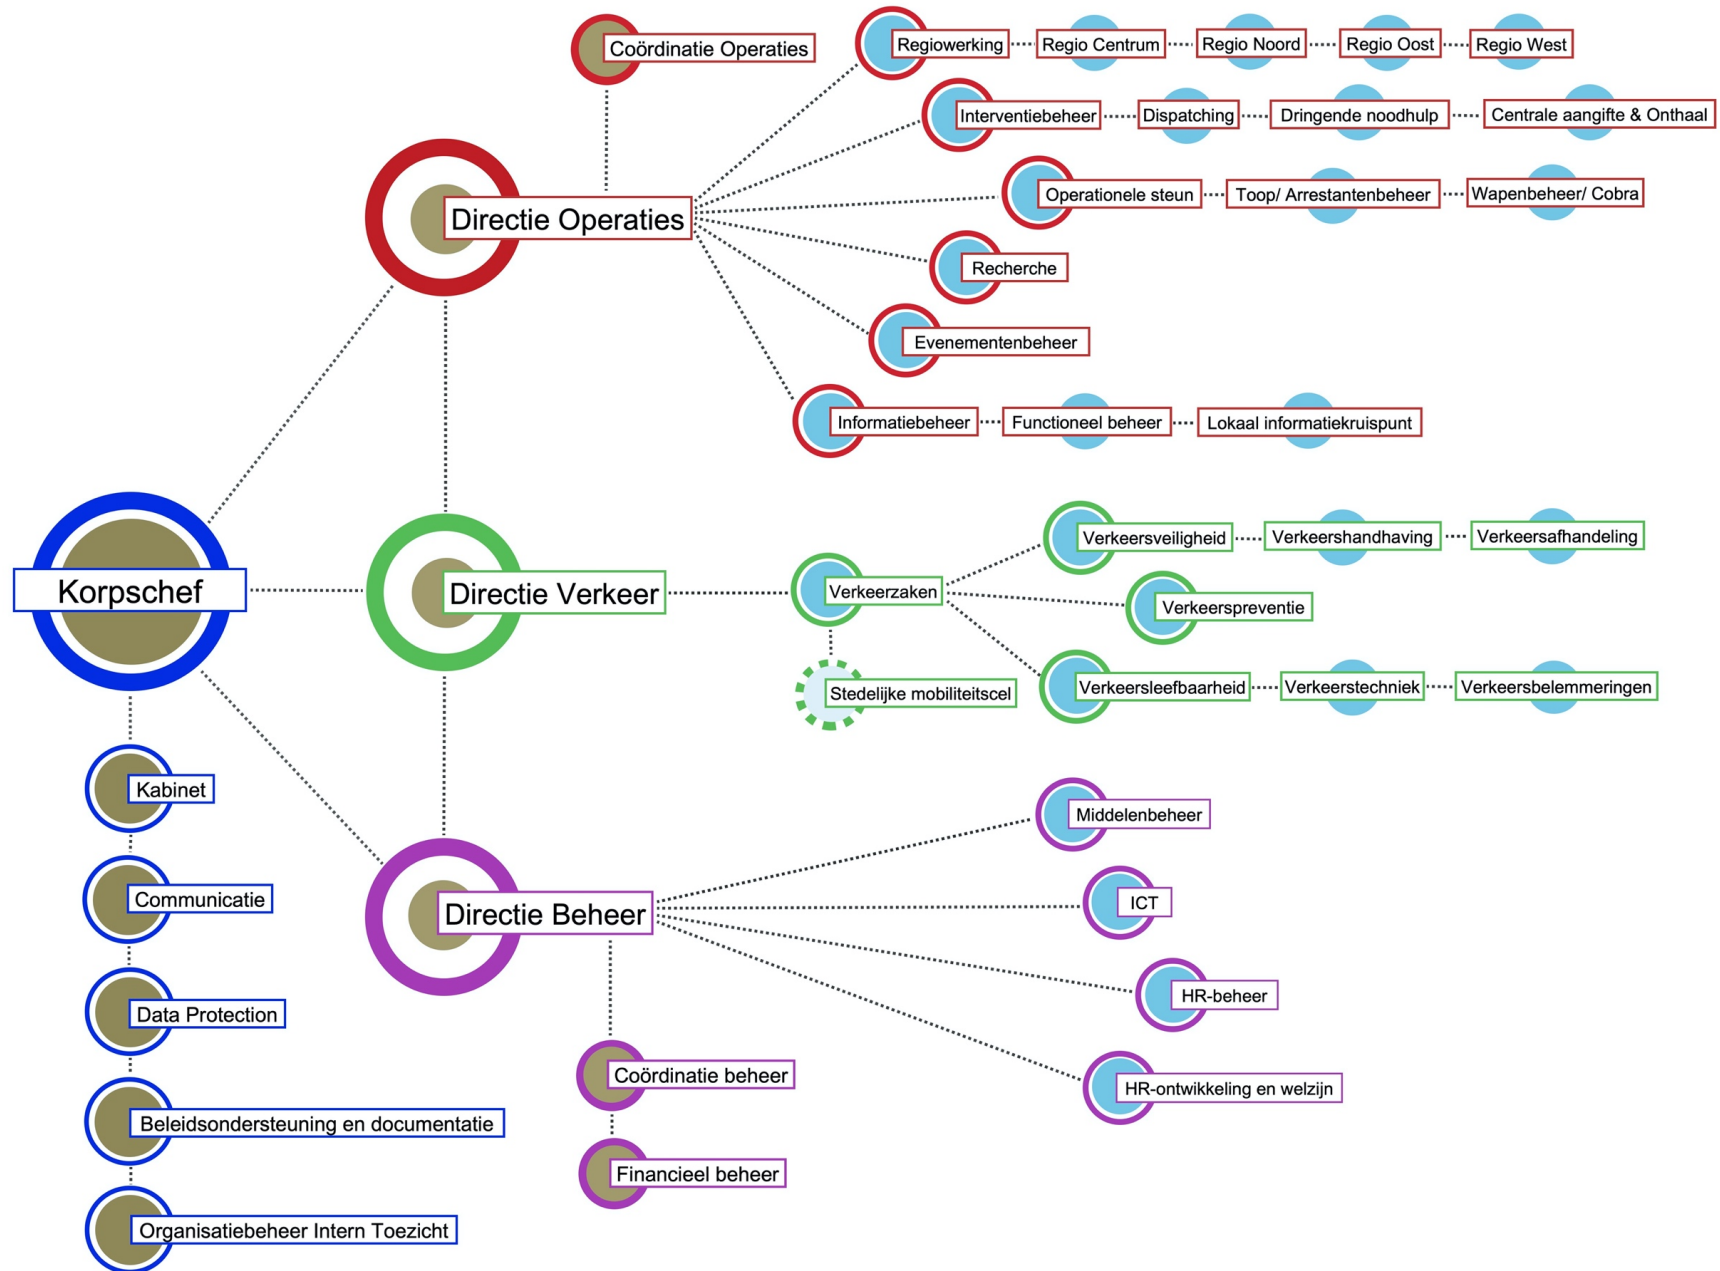 Coördinatie Operaties
Regiowerking
Regio Centrum
Regio Noord
Regio Oost
Regio West
Interventiebeheer
Dispatching
Dringende noodhulp
Centrale aangifte & Onthaal
Directie Operaties
Operationele steun
Toop/ Arrestantenbeheer
Wapenbeheer/ Cobra
Recherche
Evenementenbeheer
Informatiebeheer
Functioneel beheer
Lokaal informatiekruispunt
Korpschef
Directie Verkeer
Verkeerzaken
Verkeersveiligheid
Verkeershandhaving
Verkeersafhandeling
Verkeerspreventie
Stedelijke mobiliteitscel
Verkeersleefbaarheid
Verkeerstechniek
Verkeersbelemmeringen
Kabinet
Communicatie
Data Protection
Beleidsondersteuning en documentatie
Organisatiebeheer Intern Toezicht
Directie Beheer
Middelenbeheer
ICT
HR-beheer
HR-ontwikkeling en welzijn
Coördinatie beheer
Financieel beheer